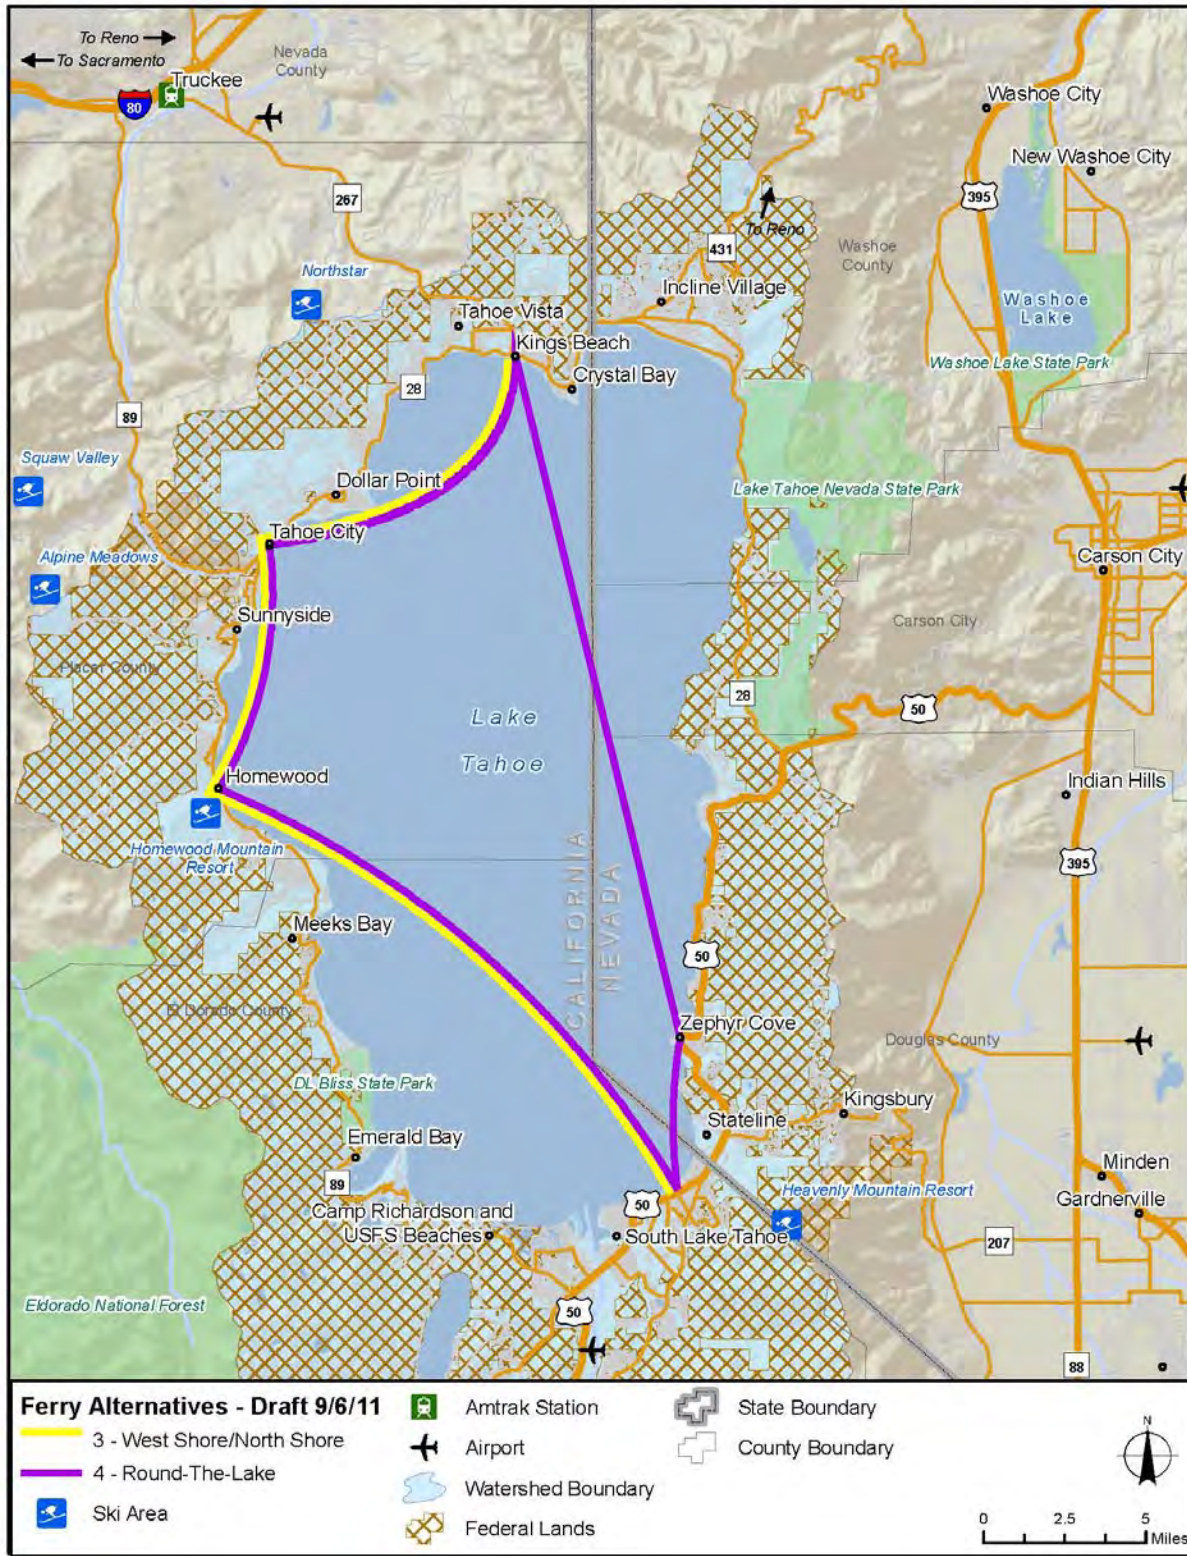 To Reno
To Sacramento
Nevada
County
Truckee
80
Washoe City
New Washoe City
395
267
To Reno
431
Washoe
County
Northstar
Incline Village
Washoe
Lake
Tahoe Vista
Kings Beach
Washoe Lake State Park
Crystal Bay
28
89
Squaw Valley
Dollar Point
Lake Tahoe Nevada State Park
Tahoe City
Alpine Meadows
Carson City
Sunnyside
Carson City
Placer County
28
50
Lake
Tahoe
Homewood
Indian Hills
Homewood Mountain
Resort
395
CALIFORNIA
NEVADA
Meeks Bay
50
El Dorado County
Zephyr Cove
Douglas County
DL Bliss State Park
Kingsbury
Stateline
Emerald Bay
Minden
89
Heavenly Mountain Resort
50
Gardnerville
Camp Richardson and
USFS Beaches
South Lake Tahoe
207
Eldorado National Forest
50
88
Ferry Alternatives - Draft 9/6/11
3 - West Shore/North Shore
4 - Round-The-Lake
Ski Area
Amtrak Station
Airport
Watershed Boundary
Federal Lands
State Boundary
County Boundary
N
0 2.5 5
Miles